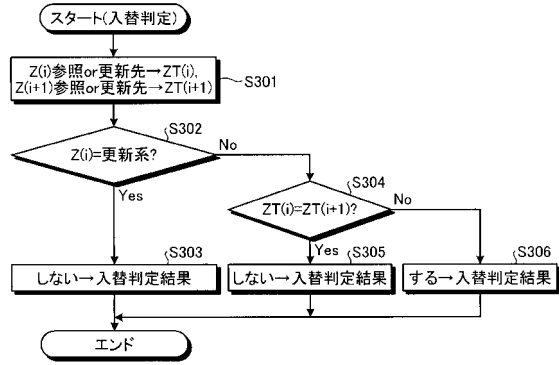 スタート(入替判定)
Z(i)参照or更新先→ZT(i),
Z(i+1)参照or更新先→ZT(i+1)
S301
S302
Z(i)=更新系?
No
Yes
S304
ZT(i)=ZT(i+1)?
No
Yes
S303
しない→入替判定結果
S305
しない→入替判定結果
S306
する→入替判定結果
エンド